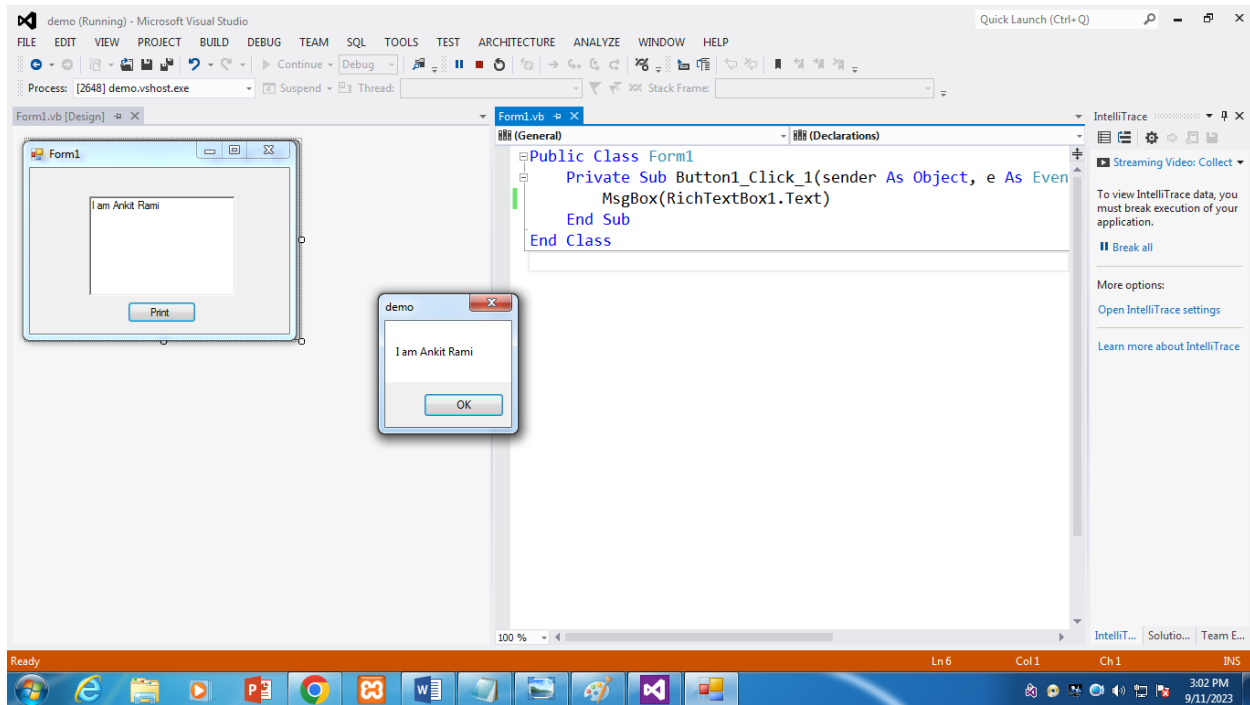 demo (Running) - Microsoft Visual Studio
Quick Launch (Ctrl+Q)
FILE EDIT VIEW PROJECT BUILD DEBUG TEAM SQL TOOLS TEST ARCHITECTURE ANALYZE WINDOW HELP
Continue Debug
Process: [2648] demo.vshost.exe Suspend Thread: Stack Frame:
Form1.vb [Design]
Form1
I am Ankit Rami
Print
demo
I am Ankit Rami
OK
Form1.vb
(General) (Declarations)
Public Class Form1
Private Sub Button1_Click_1(sender As Object, e As Even
MsgBox(RichTextBox1.Text)
End Sub
End Class
100 %
IntelliTrace
Streaming Video: Collect
To view IntelliTrace data, you
must break execution of your
application.
Break all
More options:
Open IntelliTrace settings
Learn more about IntelliTrace
IntelliT... Solutio... Team E...
Ready Ln 6 Col 1 Ch 1 INS
3:02 PM
9/11/2023